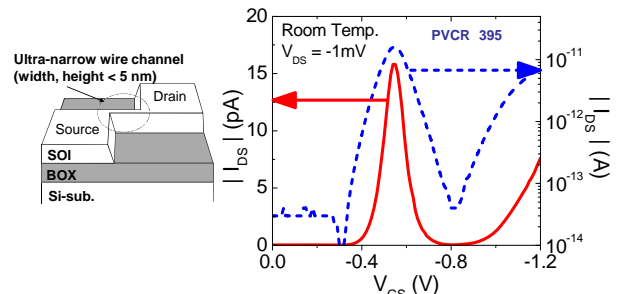 Ultra-narrow wire channel
(width, height < 5 nm)
Drain
Source
SOI
BOX
Si-sub.
| I_DS | (pA)
20
15
10
5
0
Room Temp.
V_DS = -1mV
PVCR 395
10^-11
10^-12
10^-13
10^-14
| I_DS | (A)
0.0 -0.4 -0.8 -1.2
V_GS (V)